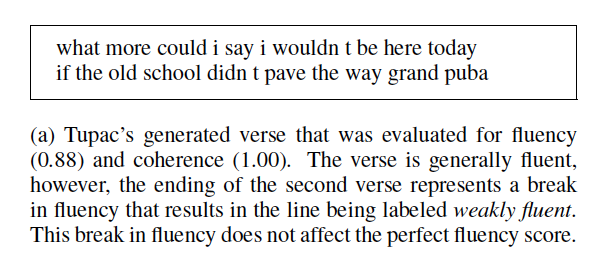 what more could i say i wouldn t be here today
if the old school didn t pave the way grand puba
(a) Tupac's generated verse that was evaluated for fluency
(0.88) and coherence (1.00). The verse is generally fluent,
however, the ending of the second verse represents a break
in fluency that results in the line being labeled weakly fluent.
This break in fluency does not affect the perfect fluency score.